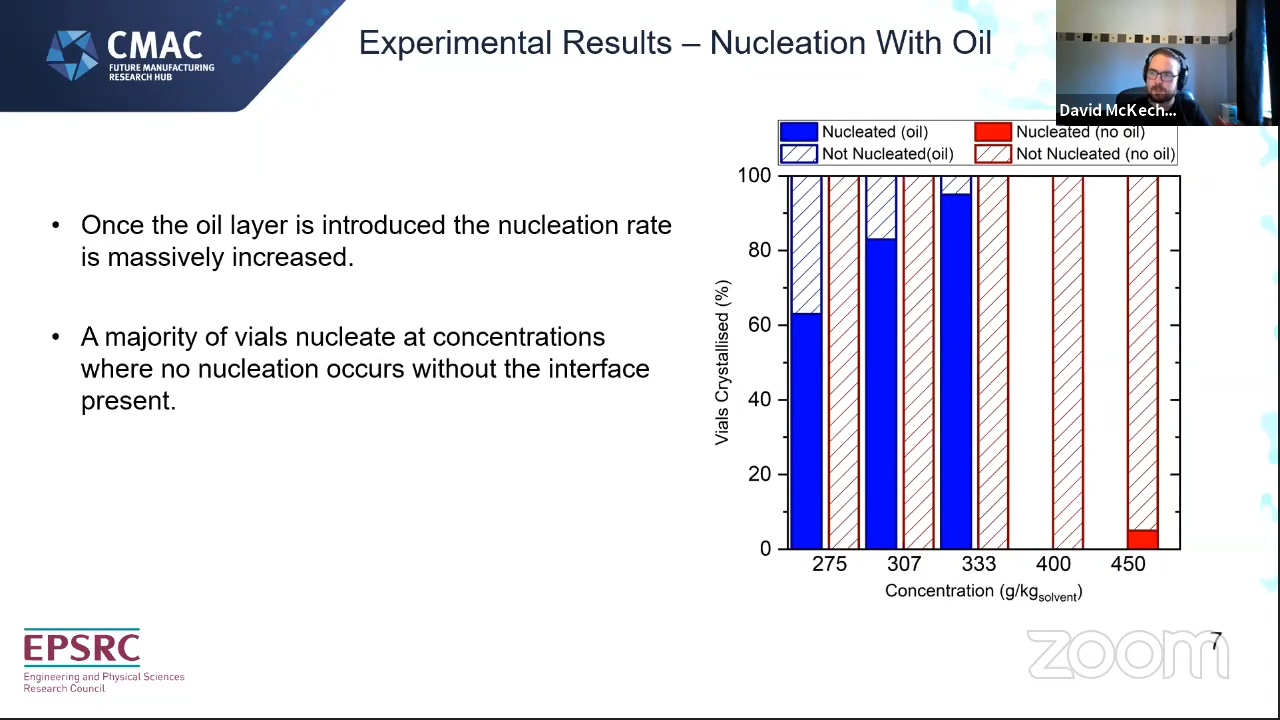 CMAC
FUTURE MANUFACTURING
RESEARCH HUB
Experimental Results – Nucleation With Oil
David McKech...
• Once the oil layer is introduced the nucleation rate
is massively increased.
• A majority of vials nucleate at concentrations
where no nucleation occurs without the interface
present.
Nucleated (oil)
Nucleated (no oil)
Not Nucleated(oil)
Not Nucleated (no oil)
Vials Crystallised (%)
100
80
60
40
20
0
275 307 333 400 450
Concentration (g/kgsolvent)
EPSRC
Engineering and Physical Sciences
Research Council
zoom
7